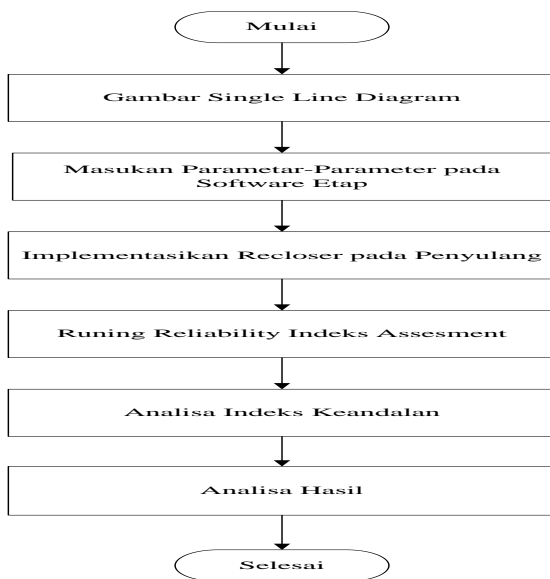 Mulai
Gambar Single Line Diagram
Masukan Parametar-Parameter pada
Software Etap
Implementasikan Recloser pada Penyulang
Runing Reliability Indeks Assesment
Analisa Indeks Keandalan
Analisa Hasil
Selesai